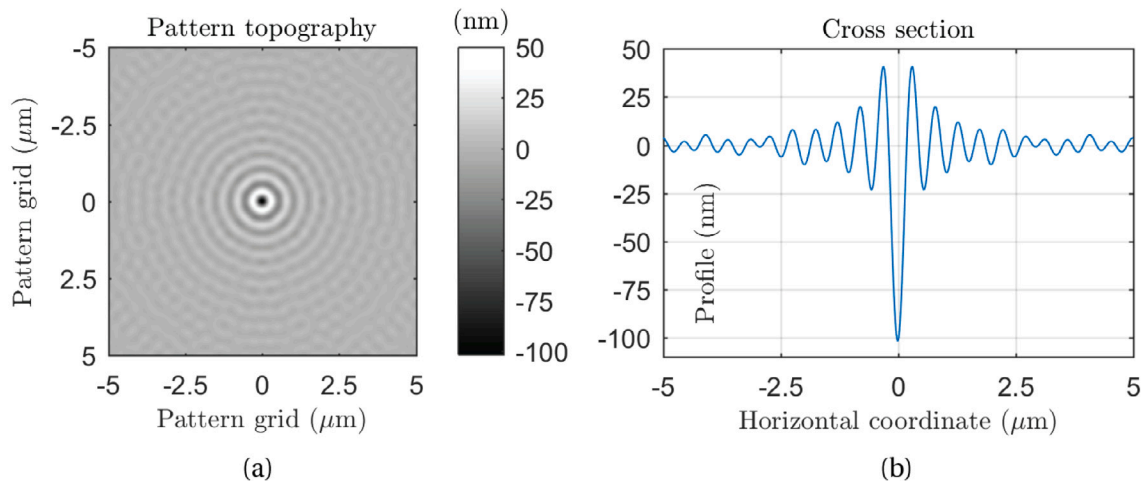 Pattern topography
(nm)
-5
-2.5
0
2.5
5
Pattern grid (μm)
-5 -2.5 0 2.5 5
Pattern grid (μm)
50
25
0
-25
-50
-75
-100
(a)
Cross section
50
25
0
-25
-50
-75
-100
Profile (nm)
-5 -2.5 0 2.5 5
Horizontal coordinate (μm)
(b)